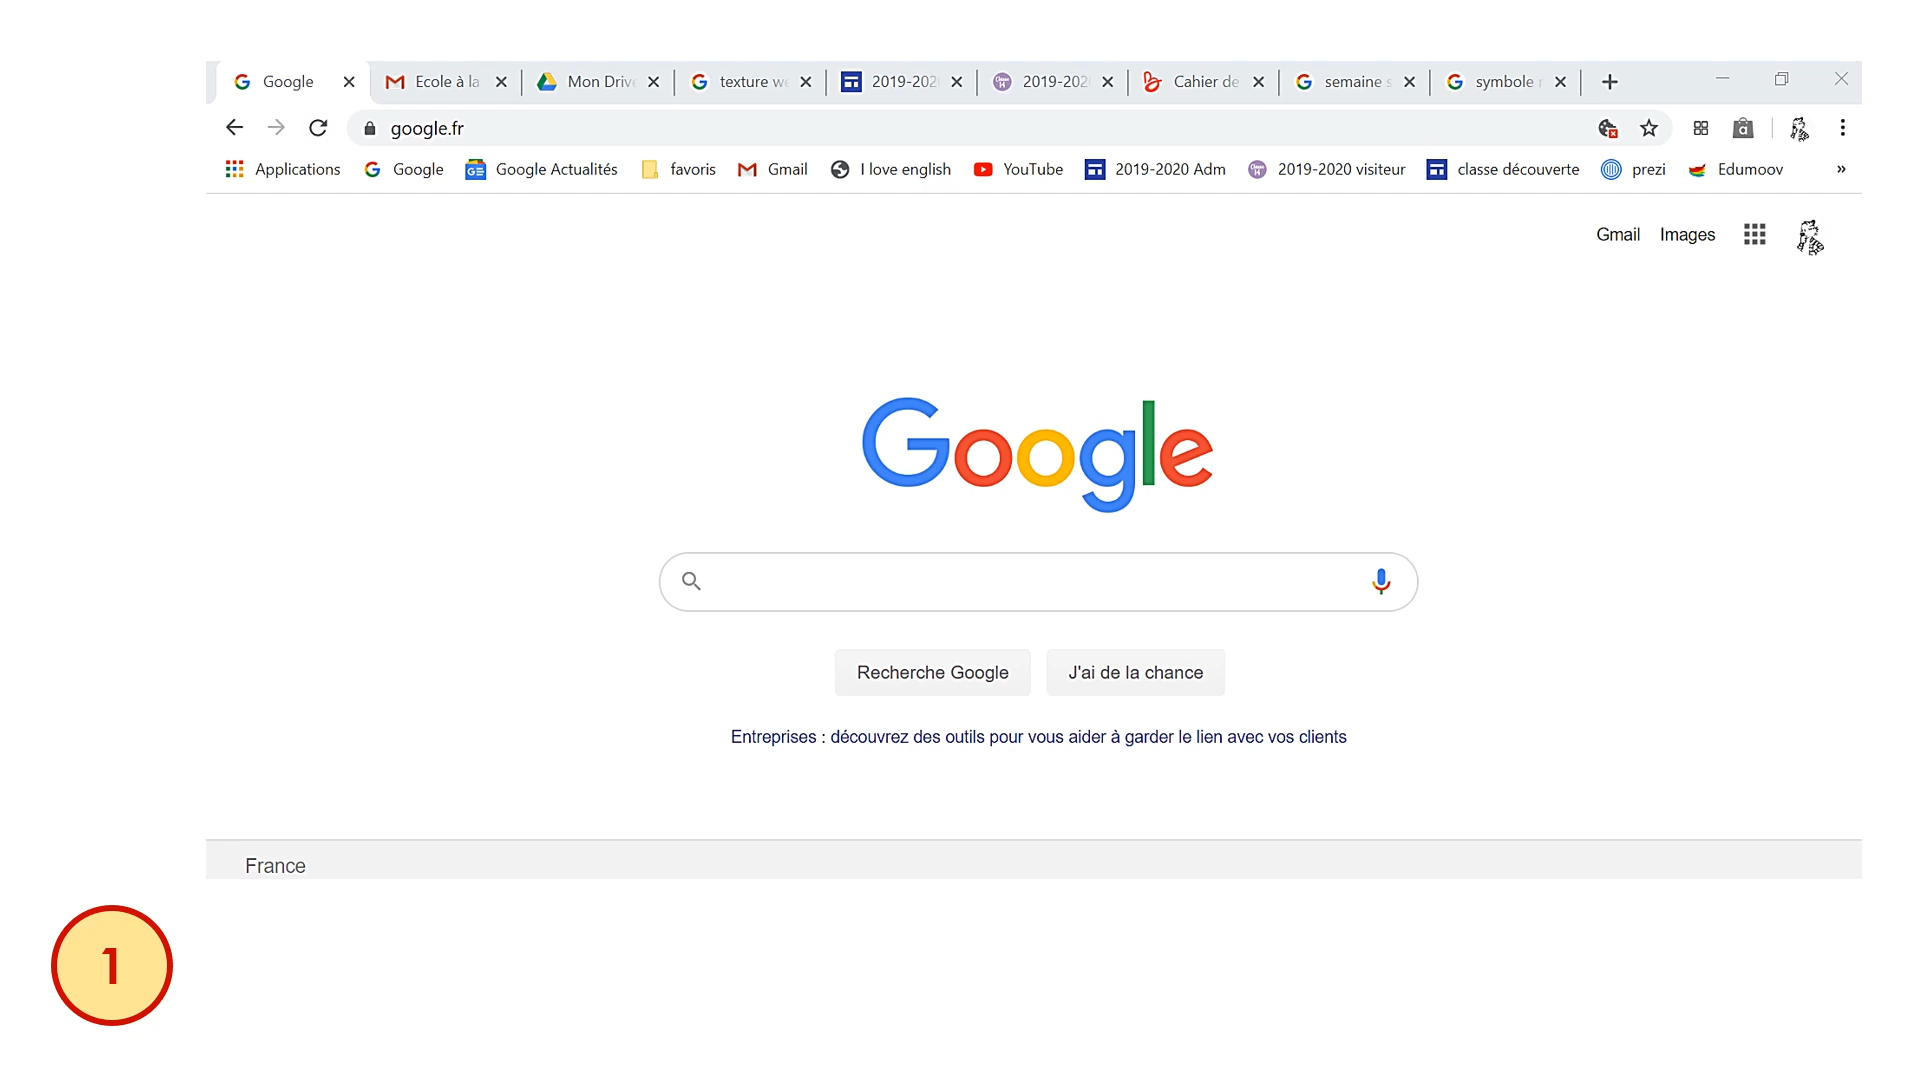 Google Ecole à la Mon Drive texture we 2019-202 2019-202 Cahier de semaine s symbole
google.fr
Applications Google Google Actualités favoris Gmail I love english YouTube 2019-2020 Adm 2019-2020 visiteur classe découverte prezi Edumoov »
Gmail Images
Google
Recherche Google J'ai de la chance
Entreprises : découvrez des outils pour vous aider à garder le lien avec vos clients
France
1